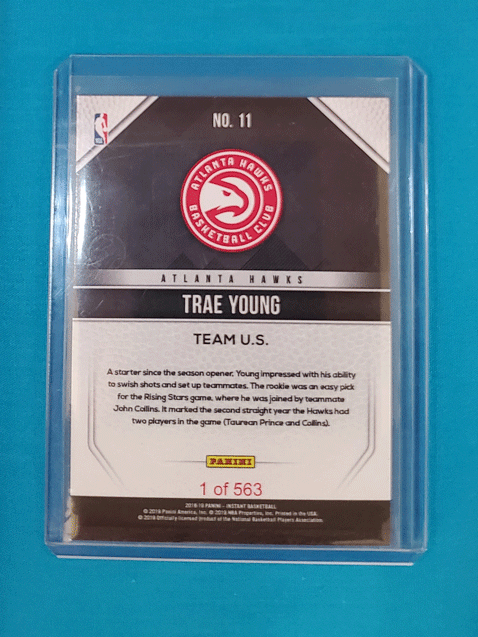 NO. 11
ATLANTA HAWKS
BASKETBALL CLUB
ATLANTA HAWKS
TRAE YOUNG
TEAM U.S.
A starter since the season opener, Young impressed with his ability
to swish shots and set up teammates. The rookie was an easy pick
for the Rising Stars game, where he was joined by teammate
John Collins. It marked the second straight year the Hawks had
two players in the game (Taurean Prince and Collins).
PANINI
1 of 563
2018-19 PANINI - INSTANT BASKETBALL
© 2019 Panini America, Inc. © 2019 NBA Properties, Inc. Printed in the USA.
© 2019 Officially licensed product of the National Basketball Players Association.